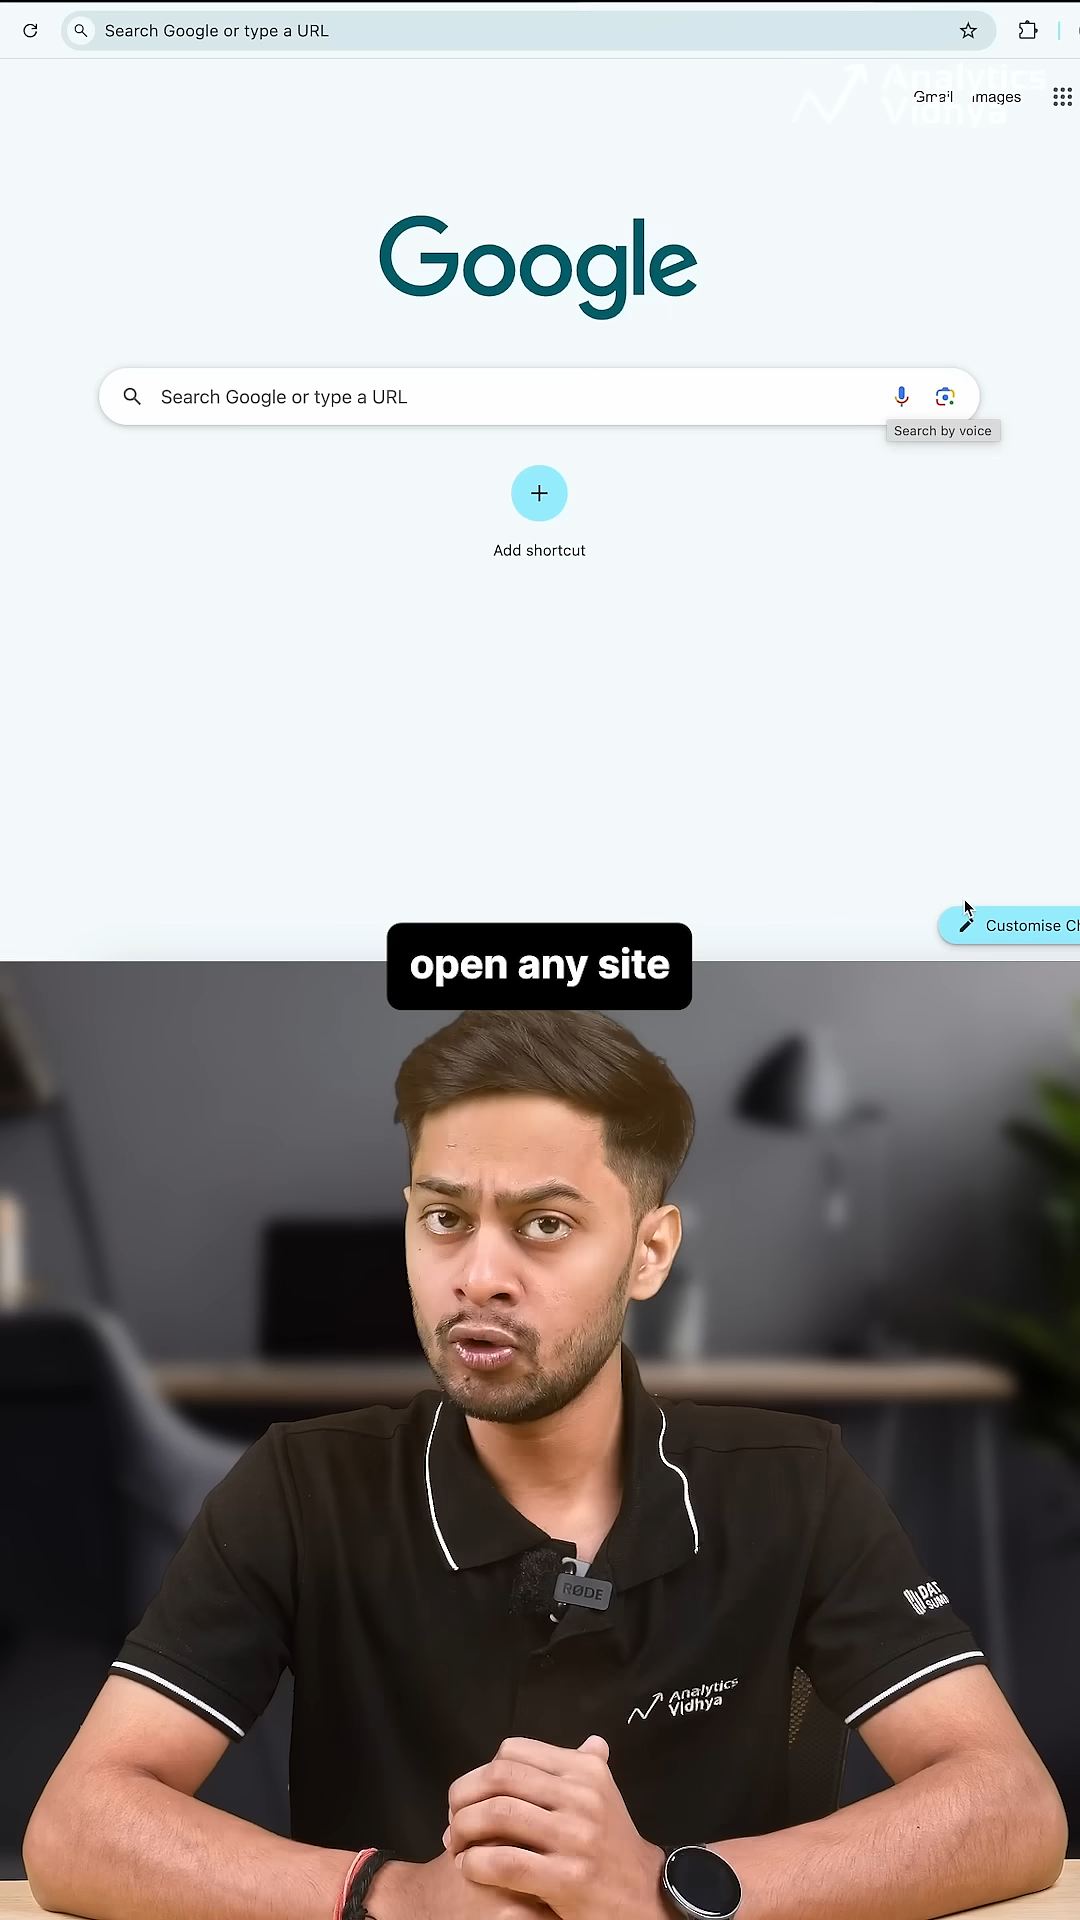 Search Google or type a URL
Analytics
Vidhya
Gmail
Images
Google
Search Google or type a URL
Search by voice
Add shortcut
Customise Ch
open any site
RØDE
Analytics
Vidhya